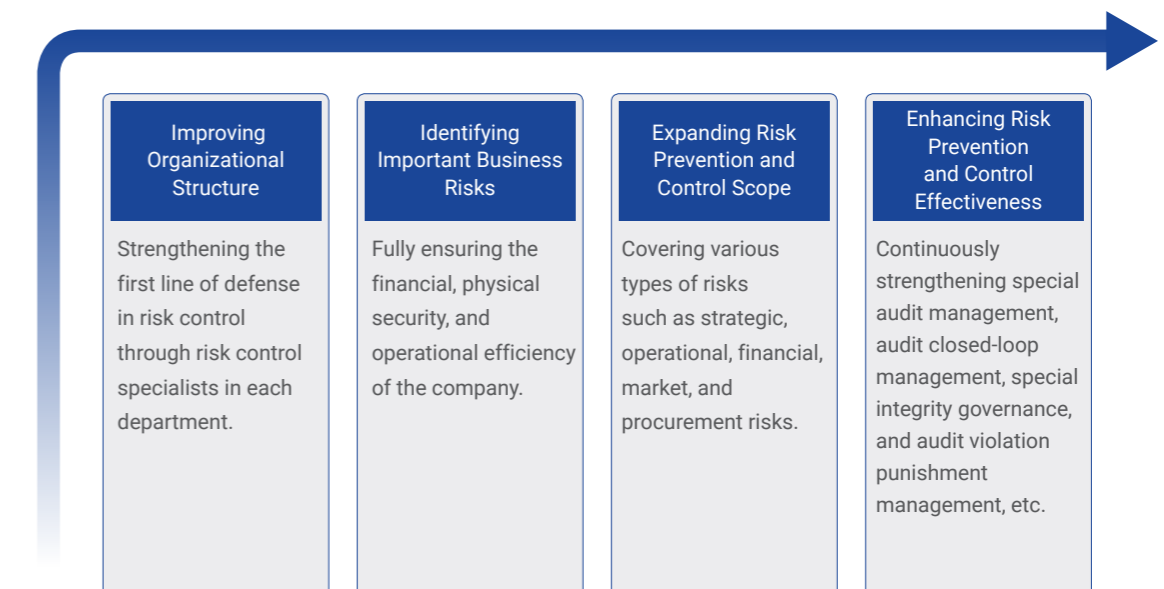 Improving
Organizational
Structure
Strengthening the
first line of defense
in risk control
through risk control
specialists in each
department.
Identifying
Important Business
Risks
Fully ensuring the
financial, physical
security, and
operational efficiency
of the company.
Expanding Risk
Prevention and
Control Scope
Covering various
types of risks
such as strategic,
operational, financial,
market, and
procurement risks.
Enhancing Risk
Prevention
and Control
Effectiveness
Continuously
strengthening special
audit management,
audit closed-loop
management, special
integrity governance,
and audit violation
punishment
management, etc.